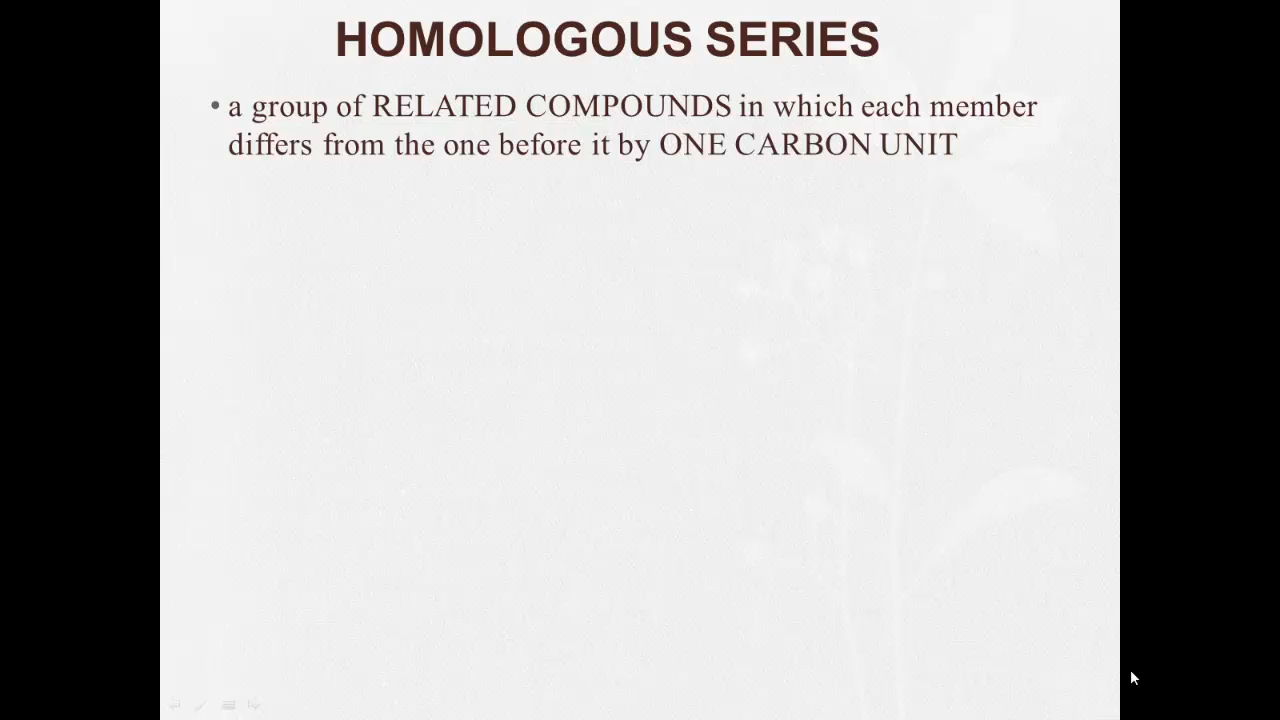 HOMOLOGOUS SERIES
• a group of RELATED COMPOUNDS in which each member
differs from the one before it by ONE CARBON UNIT